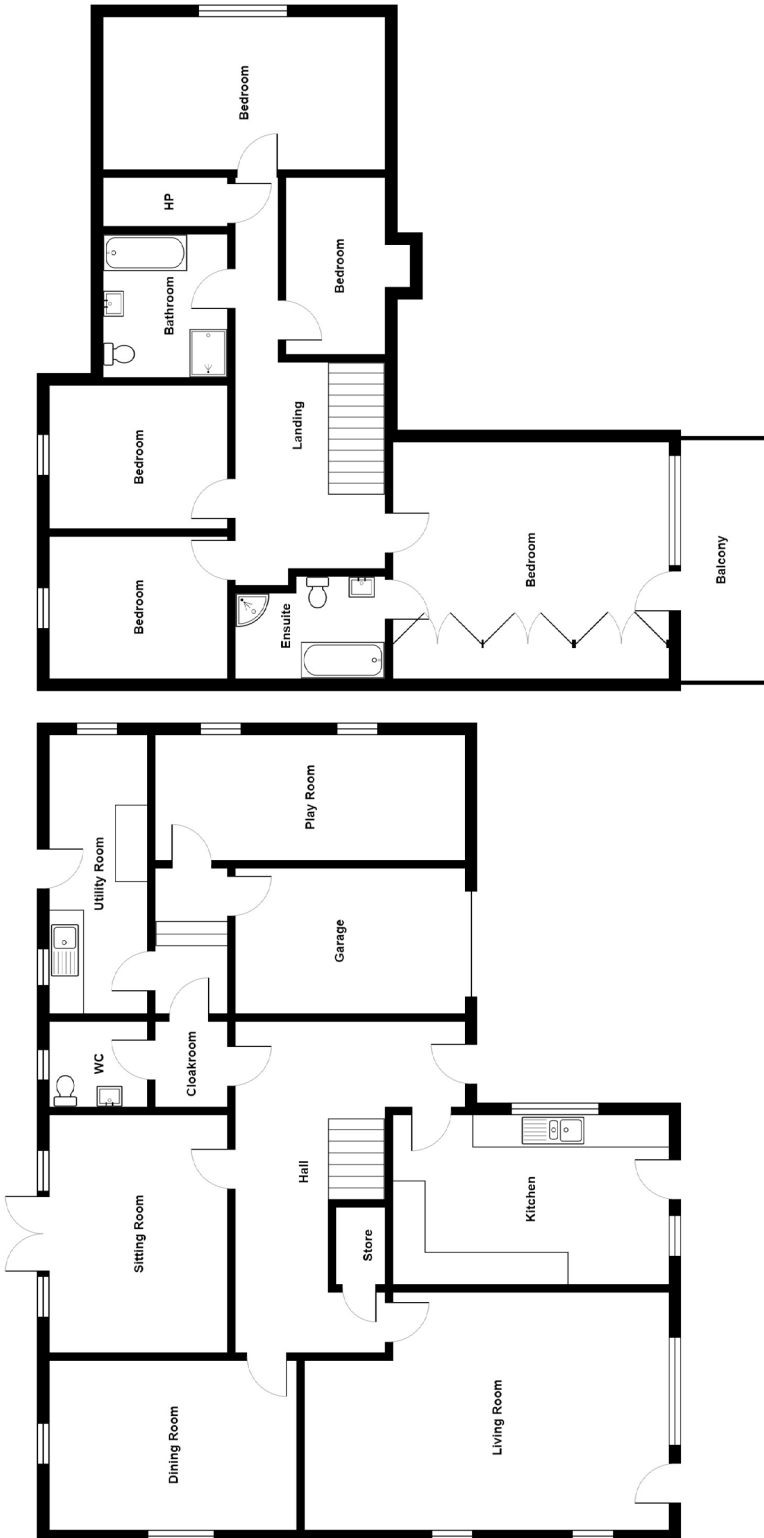 Bedroom
HP
Bedroom
Bathroom
Landing
Bedroom
Bedroom
Ensuite
Bedroom
Balcony
Utility Room
Play Room
Garage
WC
Cloakroom
Sitting Room
Hall
Store
Kitchen
Dining Room
Living Room